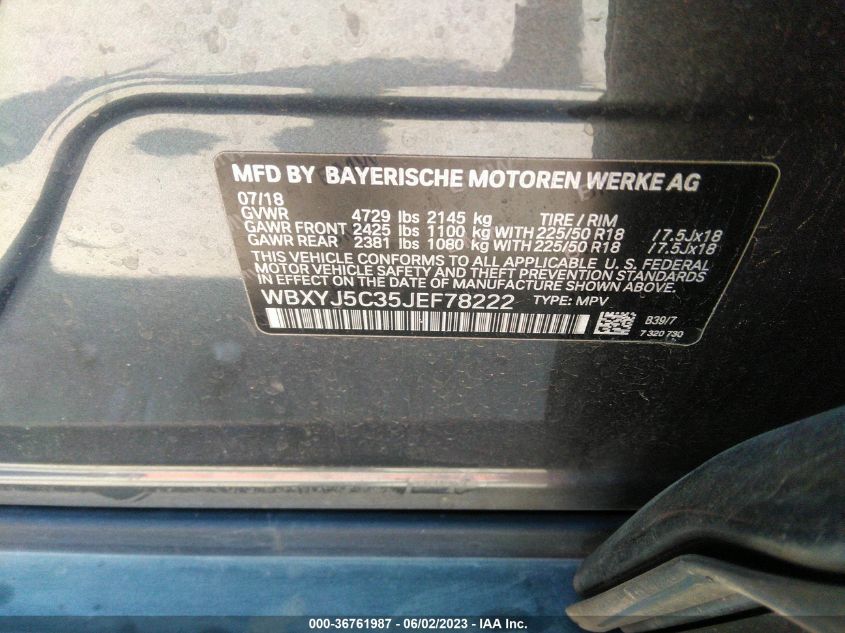 MFD BY BAYERISCHE MOTOREN WERKE AG
07/18
GVWR 4729 lbs 2145 kg TIRE / RIM
GAWR FRONT 2425 lbs 1100 kg WITH 225/50 R18 /7.5Jx18
GAWR REAR 2381 lbs 1080 kg WITH 225/50 R18 /7.5Jx18
THIS VEHICLE CONFORMS TO ALL APPLICABLE U. S. FEDERAL
MOTOR VEHICLE SAFETY AND THEFT PREVENTION STANDARDS
IN EFFECT ON THE DATE OF MANUFACTURE SHOWN ABOVE.
WBXYJ5C35JEF78222 TYPE: MPV
B39/7
7 320 730
000-36761987 - 06/02/2023 - IAA Inc.